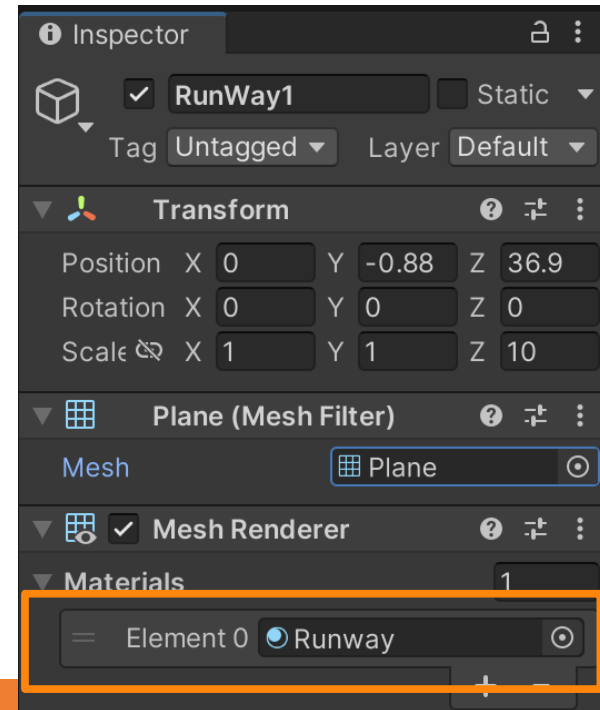 Inspector
RunWay1 Static
Tag Untagged Layer Default
Transform
Position X 0 Y -0.88 Z 36.9
Rotation X 0 Y 0 Z 0
Scale X 1 Y 1 Z 10
Plane (Mesh Filter)
Mesh Plane
Mesh Renderer
Materials 1
Element 0 Runway